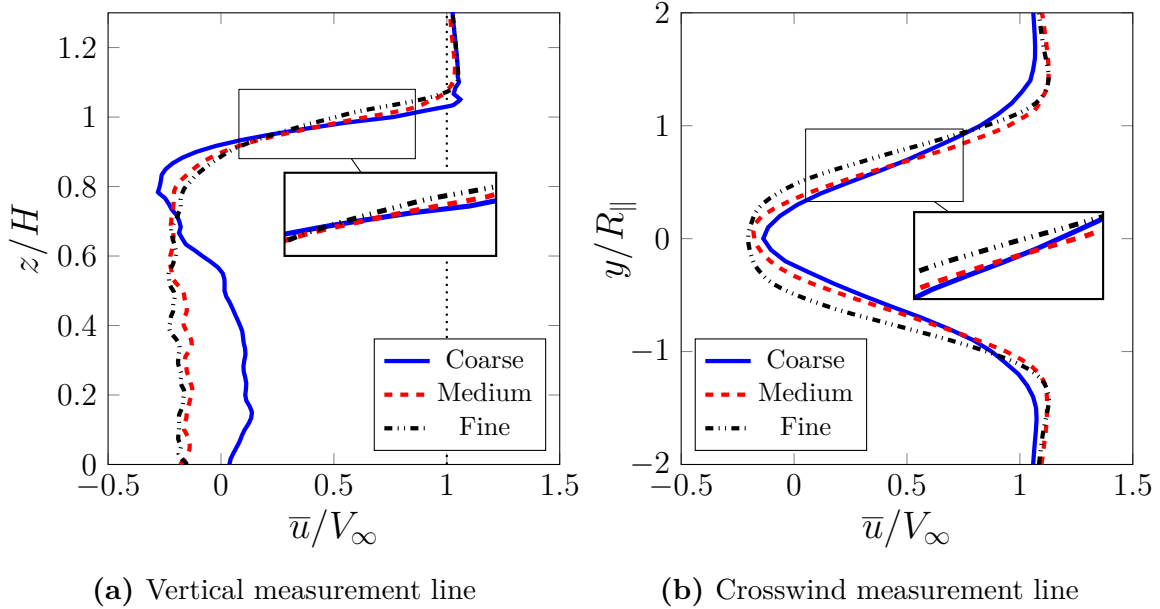 1.2
1
0.8
0.6
0.4
0.2
0
−0.5
0
0.5
1
1.5
z/H
u̅/V∞
Coarse
Medium
Fine
(a) Vertical measurement line
2
1
0
−1
−2
−0.5
0
0.5
1
1.5
y/R∥
u̅/V∞
Coarse
Medium
Fine
(b) Crosswind measurement line